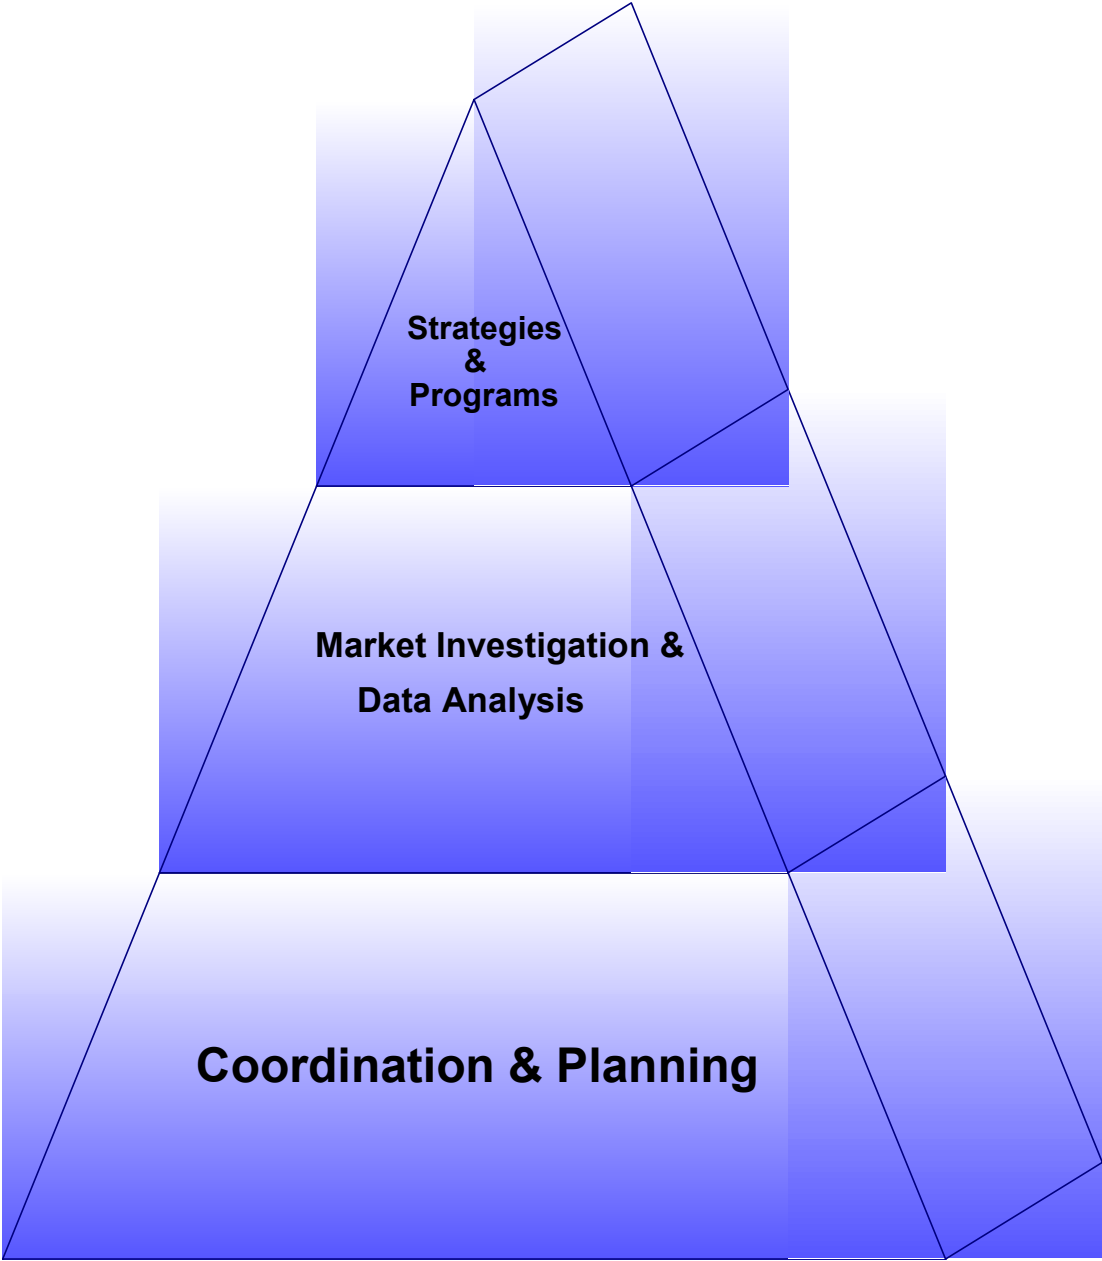 Strategies
&
Programs
Market Investigation &
Data Analysis
Coordination & Planning